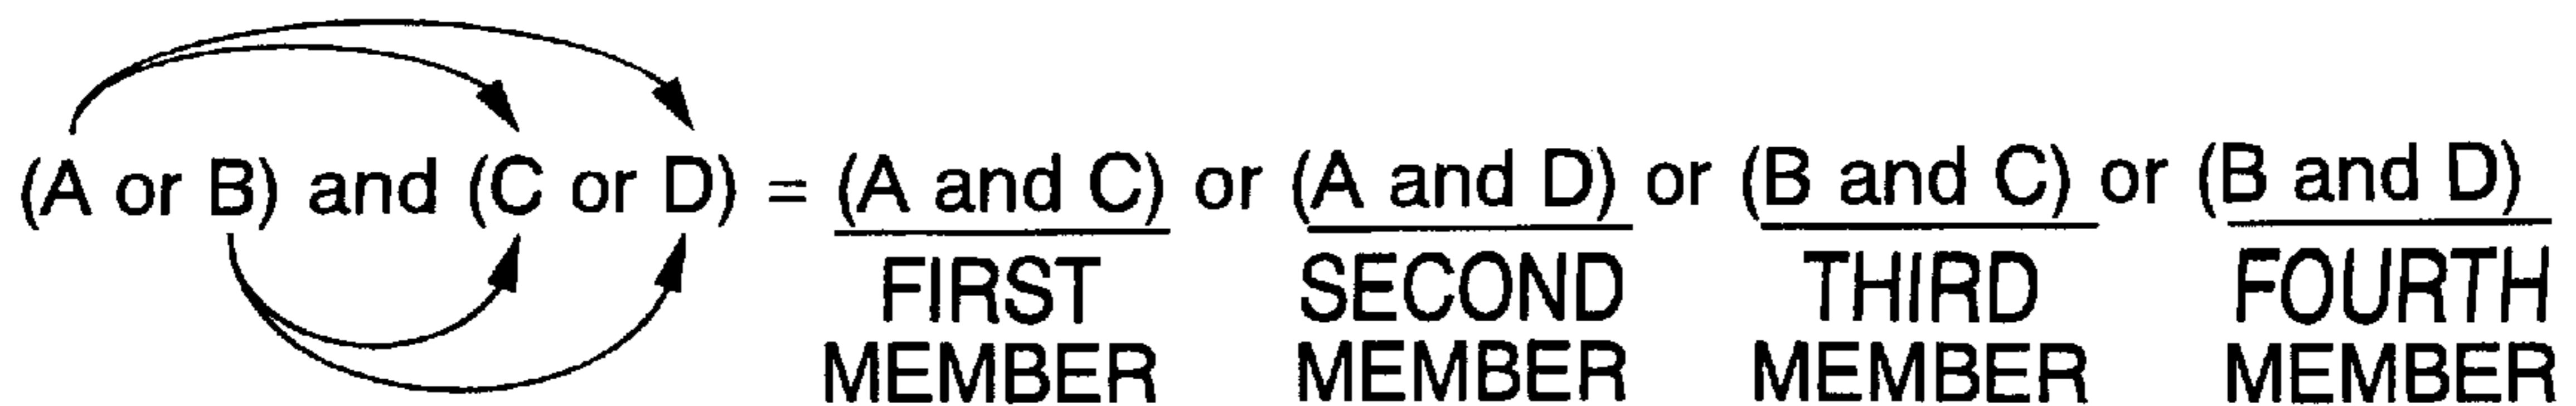 (A or B) and (C or D) = (A and C) or (A and D) or (B and C) or (B and D)
FIRST SECOND THIRD FOURTH
MEMBER MEMBER MEMBER MEMBER